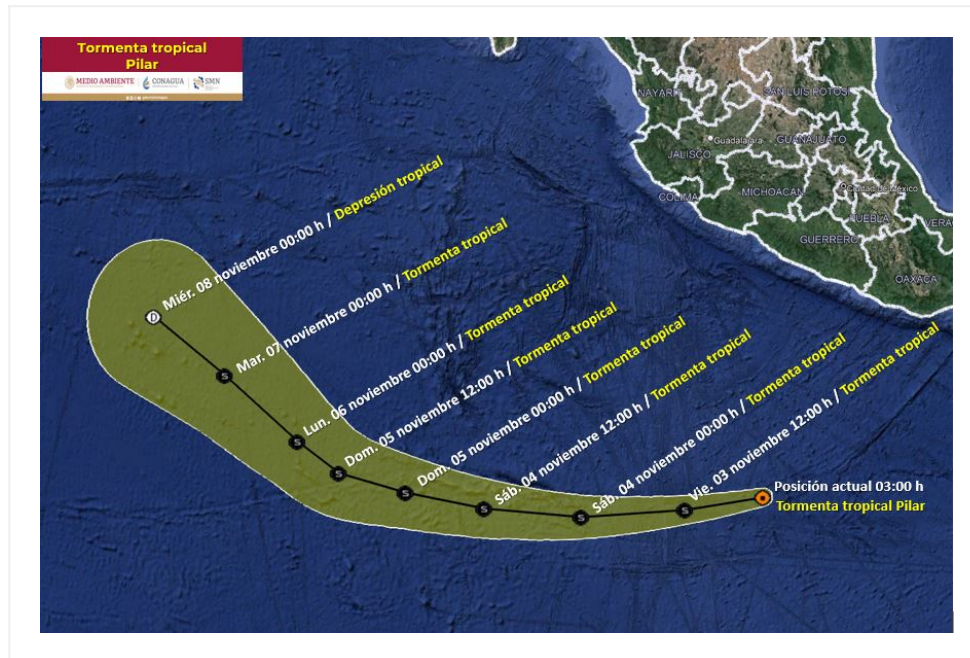 Tormenta tropical
Pilar
MEDIO AMBIENTE
CONAGUA
SMN
NAYARIT
SAN LUIS POTOSÍ
Guadalajara
GUANAJUATO
JALISCO
COLIMA
MICHOACAN
Ciudad de México
PUEBLA
VERA
GUERRERO
OAXACA
Miér. 08 noviembre 00:00 h / Depresión tropical
Mar. 07 noviembre 00:00 h / Tormenta tropical
Lun. 06 noviembre 00:00 h / Tormenta tropical
Dom. 05 noviembre 12:00 h / Tormenta tropical
Dom. 05 noviembre 00:00 h / Tormenta tropical
Sáb. 04 noviembre 12:00 h / Tormenta tropical
Sáb. 04 noviembre 00:00 h / Tormenta tropical
Vie. 03 noviembre 12:00 h / Tormenta tropical
Posición actual 03:00 h
Tormenta tropical Pilar
D
S
S
S
S
S
S
S